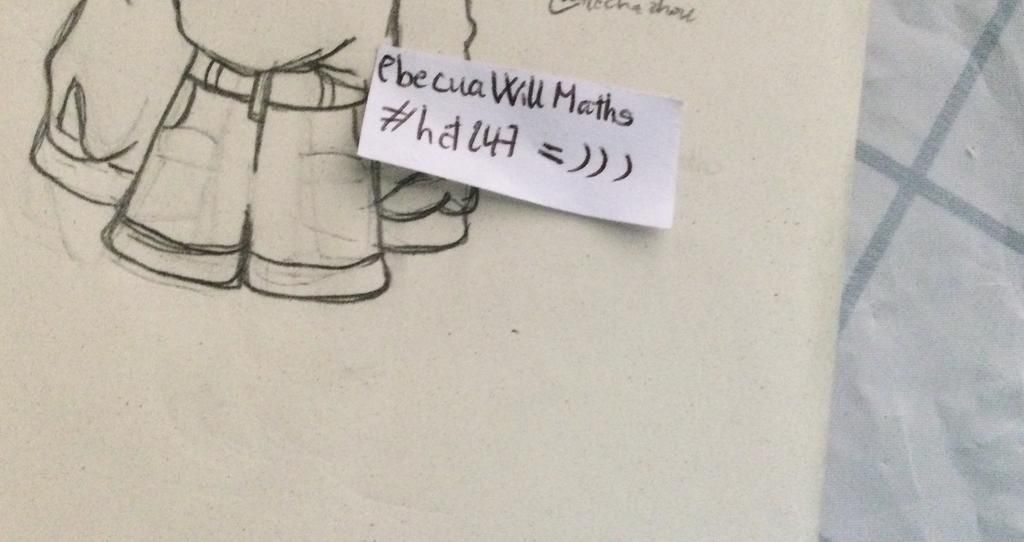 ebecuaWill Maths
#hd247 =)))